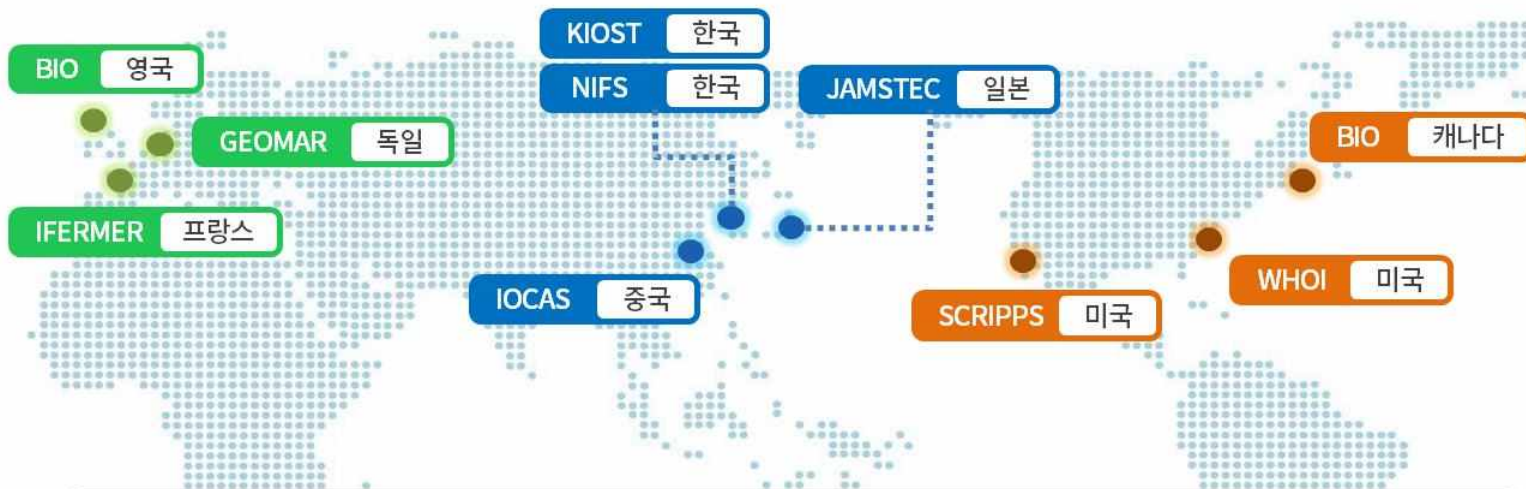 KIOST 한국
BIO 영국
NIFS 한국
JAMSTEC 일본
BIO 캐나다
GEOMAR 독일
IFERMER 프랑스
IOCAS 중국
WHOI 미국
SCRIPPS 미국